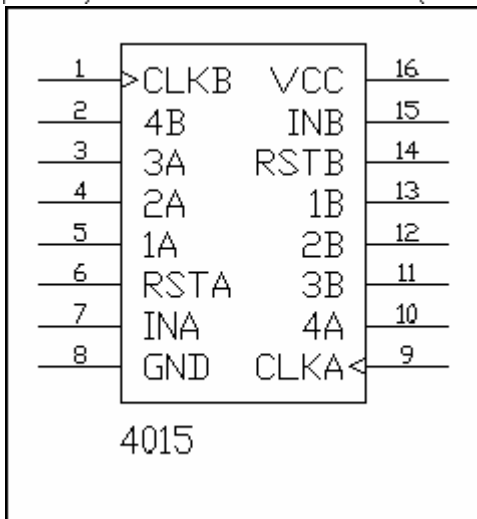 1 CLKB VCC 16
2 4B INB 15
3 3A RSTB 14
4 2A 1B 13
5 1A 2B 12
6 RSTA 3B 11
7 INA 4A 10
8 GND CLKA 9
4015